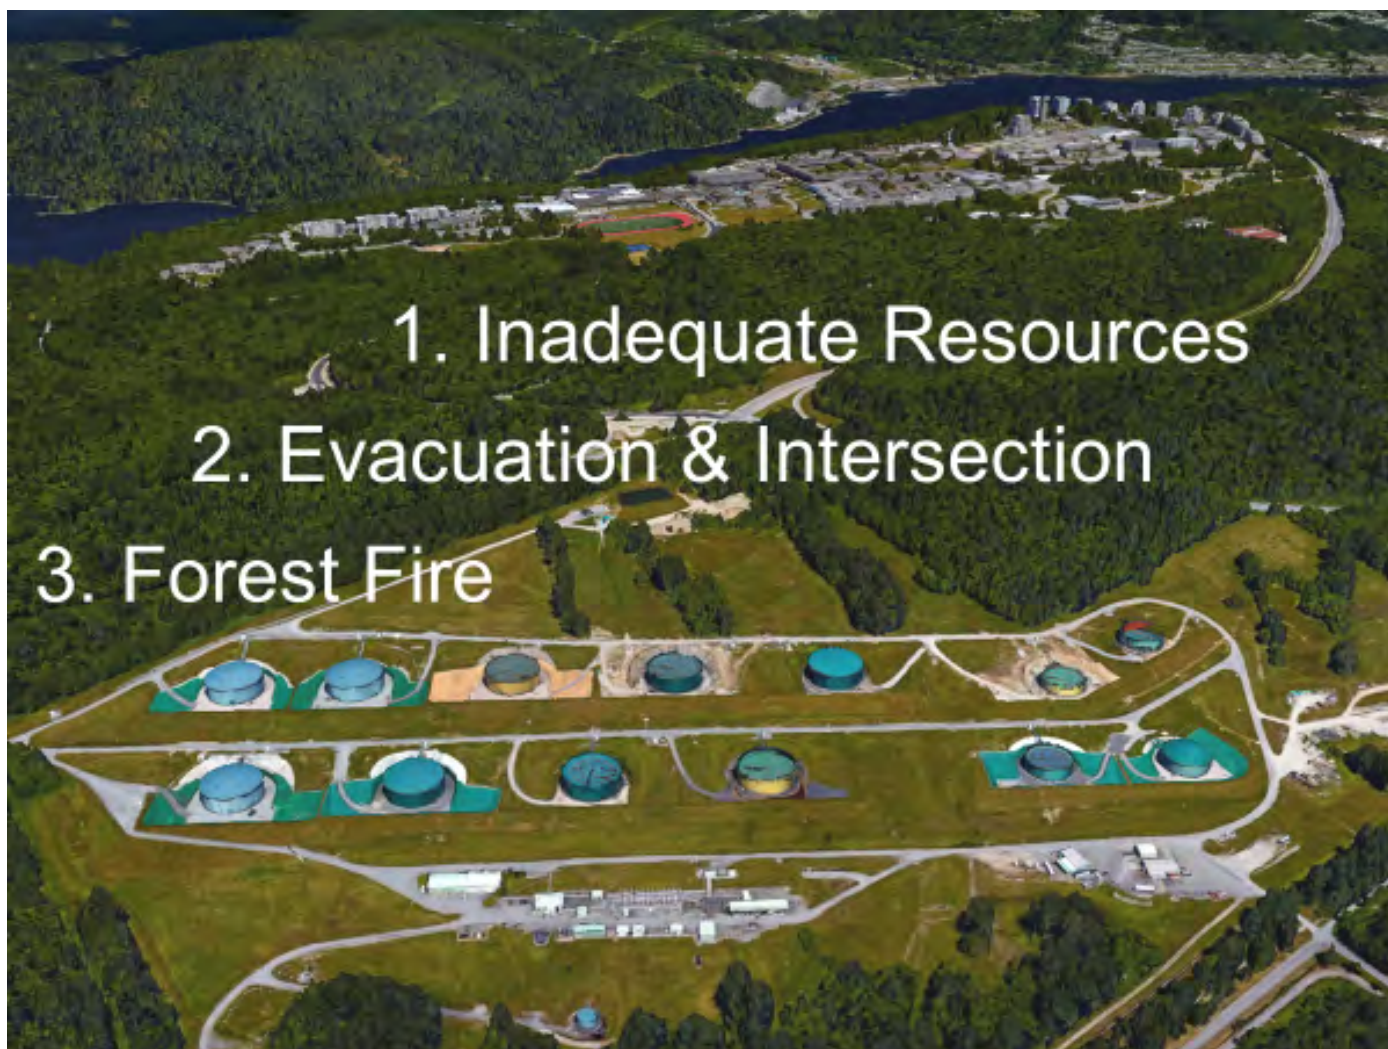 1. Inadequate Resources
2. Evacuation & Intersection
3. Forest Fire